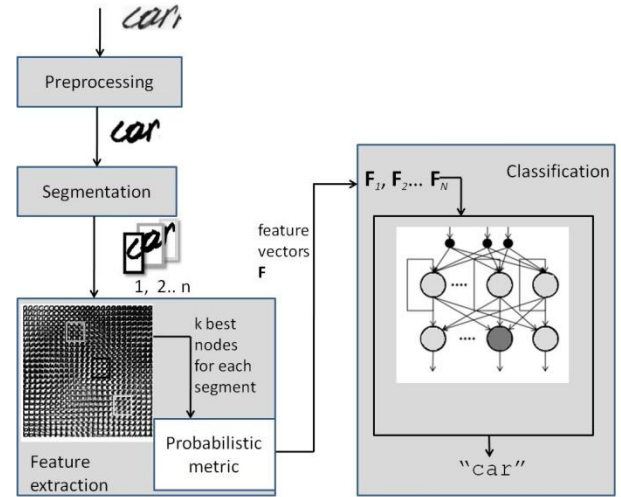 car,
Preprocessing
car
Segmentation
car
1, 2.. n
k best
nodes
for each
segment
Probabilistic
metric
Feature
extraction
feature
vectors
F
Classification
F1, F2... FN
....
....
"car"